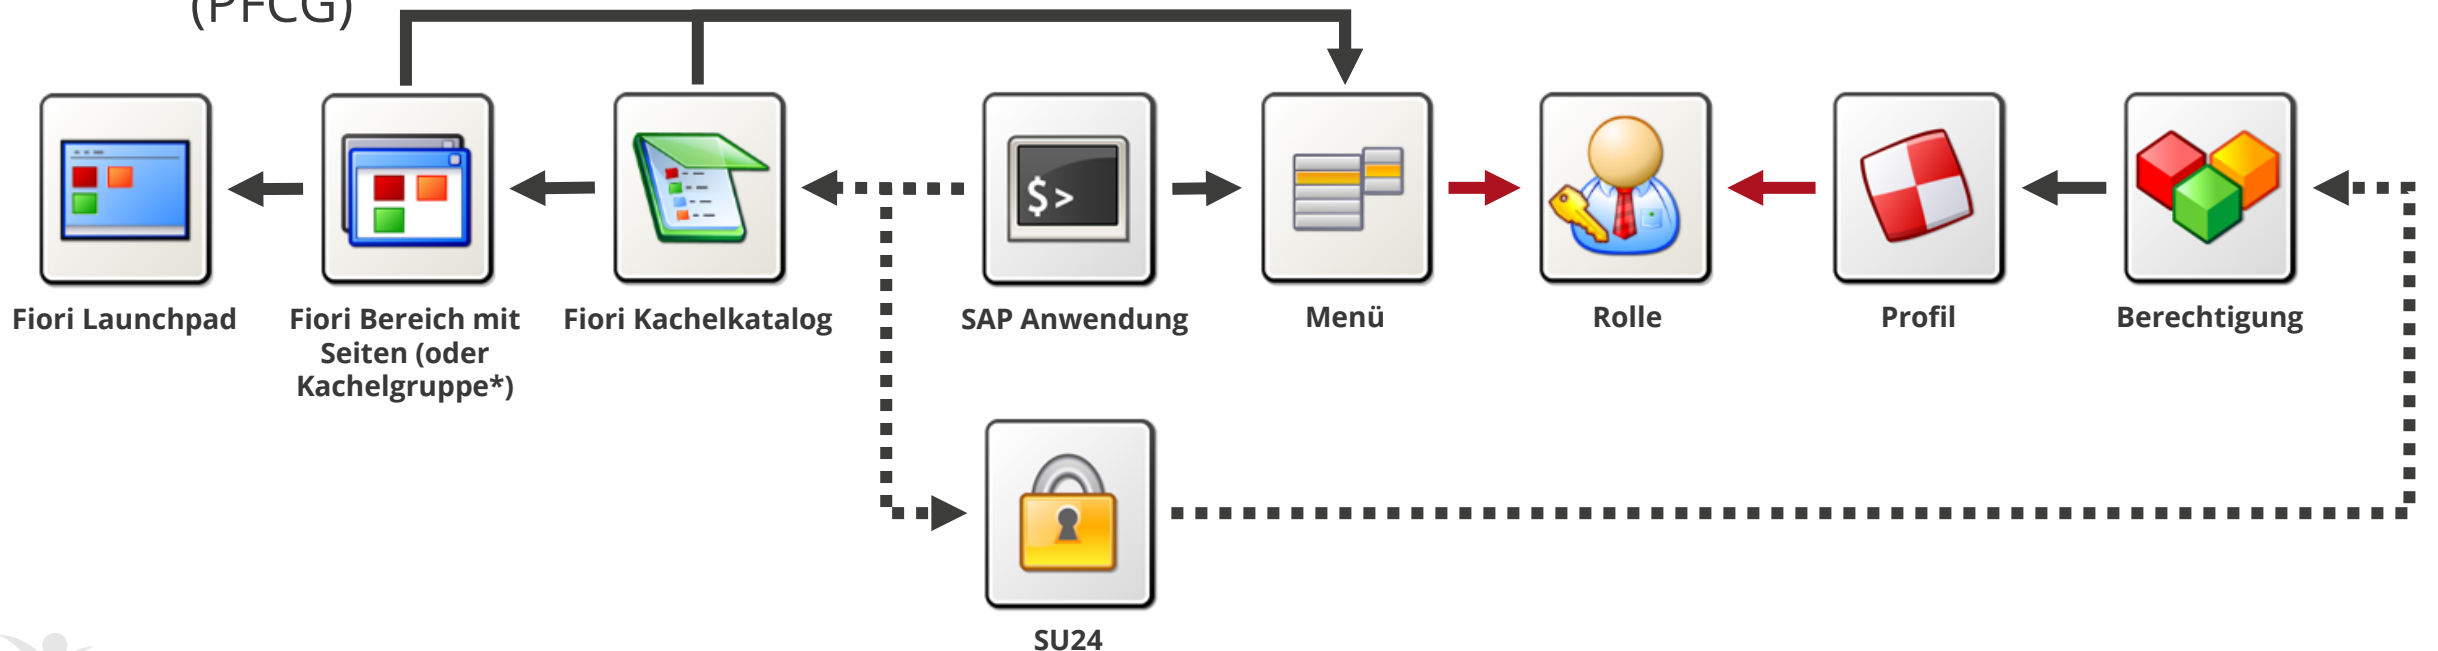 (PFCG)
$>
Fiori Launchpad
Fiori Bereich mit
Seiten (oder
Kachelgruppe*)
Fiori Kachelkatalog
SAP Anwendung
Menü
Rolle
Profil
Berechtigung
SU24